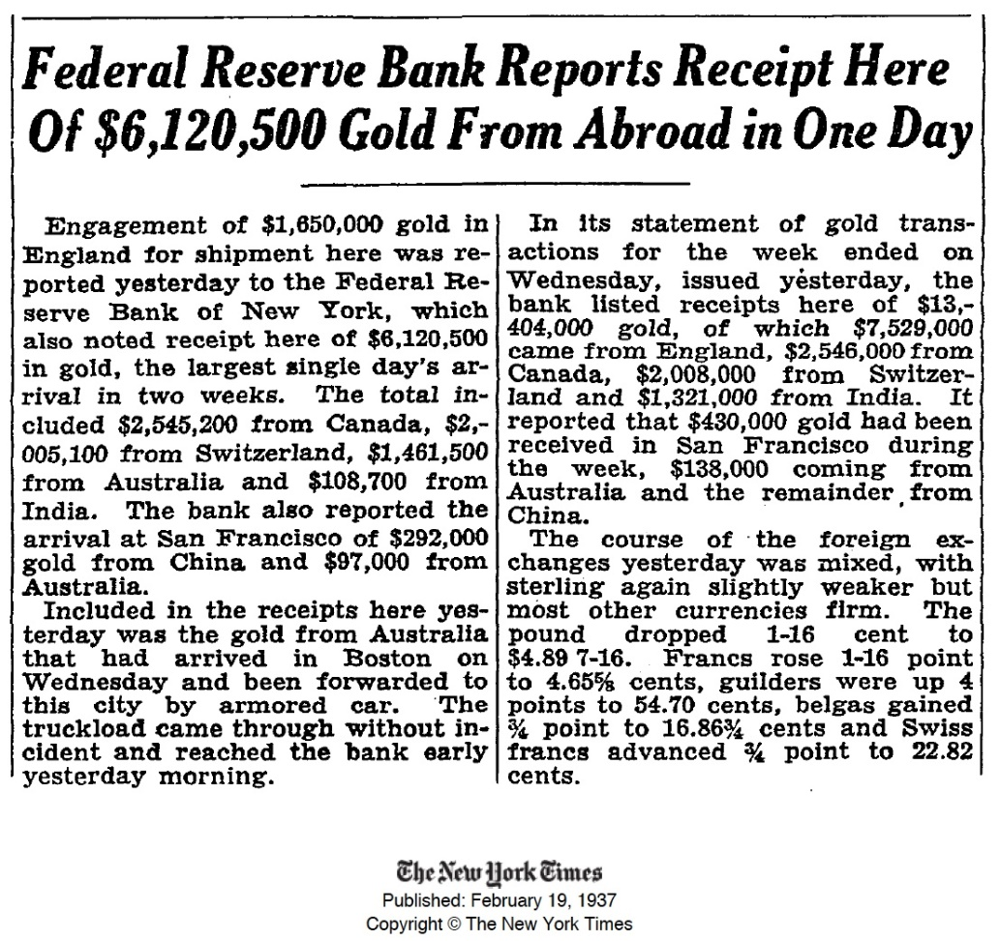 Federal Reserve Bank Reports Receipt Here
Of $6,120,500 Gold From Abroad in One Day
Engagement of $1,650,000 gold in
England for shipment here was re-
ported yesterday to the Federal Re-
serve Bank of New York, which
also noted receipt here of $6,120,500
in gold, the largest single day's ar-
rival in two weeks. The total in-
cluded $2,545,200 from Canada, $2,-
005,100 from Switzerland, $1,461,500
from Australia and $108,700 from
India. The bank also reported the
arrival at San Francisco of $292,000
gold from China and $97,000 from
Australia.
Included in the receipts here yes-
terday was the gold from Australia
that had arrived in Boston on
Wednesday and been forwarded to
this city by armored car. The
truckload came through without in-
cident and reached the bank early
yesterday morning.
In its statement of gold trans-
actions for the week ended on
Wednesday, issued yesterday, the
bank listed receipts here of $13,-
404,000 gold, of which $7,529,000
came from England, $2,546,000 from
Canada, $2,008,000 from Switzer-
land and $1,321,000 from India. It
reported that $430,000 gold had been
received in San Francisco during
the week, $138,000 coming from
Australia and the remainder from
China.
The course of the foreign ex-
changes yesterday was mixed, with
sterling again slightly weaker but
most other currencies firm. The
pound dropped 1-16 cent to
$4.89 7-16. Francs rose 1-16 point
to 4.65⅝ cents, guilders were up 4
points to 54.70 cents, belgas gained
¾ point to 16.86¾ cents and Swiss
francs advanced ¾ point to 22.82
cents.
The New York Times
Published: February 19, 1937
Copyright © The New York Times